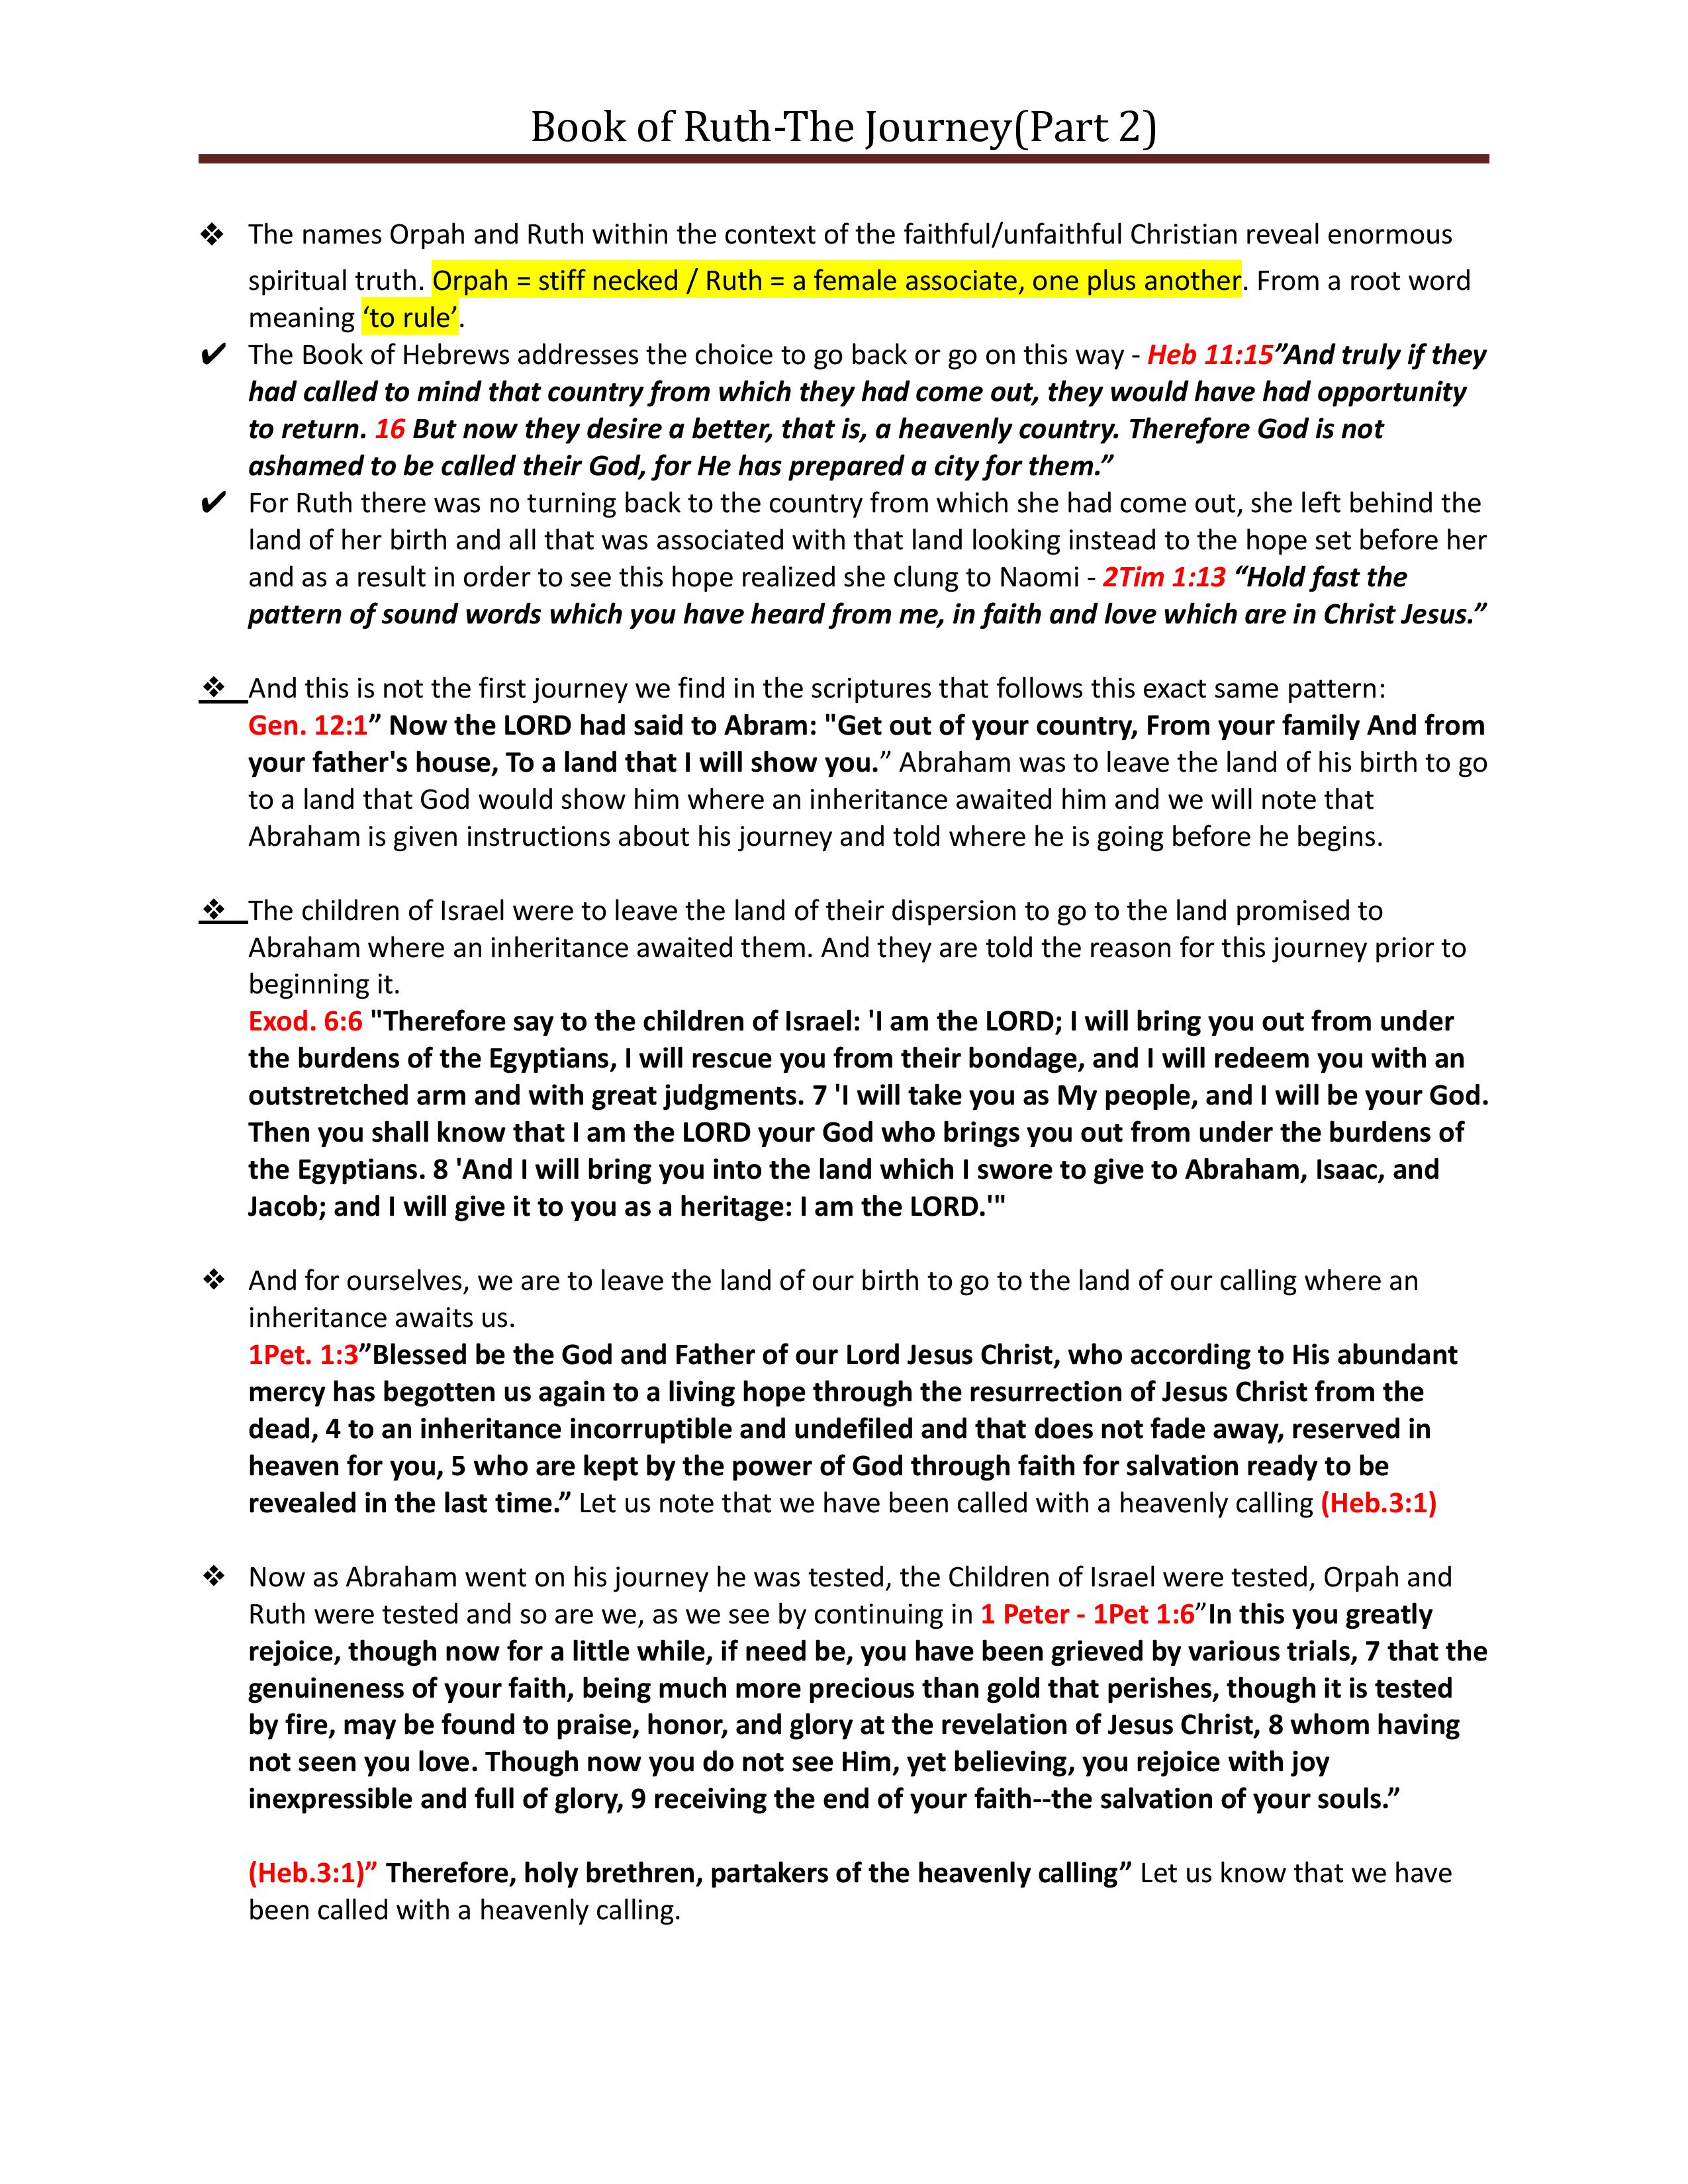 Book of Ruth-The Journey(Part 2)
❖ The names Orpah and Ruth within the context of the faithful/unfaithful Christian reveal enormous
spiritual truth. Orpah = stiff necked / Ruth = a female associate, one plus another. From a root word
meaning ‘to rule’.
✔ The Book of Hebrews addresses the choice to go back or go on this way - Heb 11:15”And truly if they
had called to mind that country from which they had come out, they would have had opportunity
to return. 16 But now they desire a better, that is, a heavenly country. Therefore God is not
ashamed to be called their God, for He has prepared a city for them.”
✔ For Ruth there was no turning back to the country from which she had come out, she left behind the
land of her birth and all that was associated with that land looking instead to the hope set before her
and as a result in order to see this hope realized she clung to Naomi - 2Tim 1:13 “Hold fast the
pattern of sound words which you have heard from me, in faith and love which are in Christ Jesus.”
❖ And this is not the first journey we find in the scriptures that follows this exact same pattern:
Gen. 12:1” Now the LORD had said to Abram: "Get out of your country, From your family And from
your father's house, To a land that I will show you.” Abraham was to leave the land of his birth to go
to a land that God would show him where an inheritance awaited him and we will note that
Abraham is given instructions about his journey and told where he is going before he begins.
❖ The children of Israel were to leave the land of their dispersion to go to the land promised to
Abraham where an inheritance awaited them. And they are told the reason for this journey prior to
beginning it.
Exod. 6:6 "Therefore say to the children of Israel: 'I am the LORD; I will bring you out from under
the burdens of the Egyptians, I will rescue you from their bondage, and I will redeem you with an
outstretched arm and with great judgments. 7 'I will take you as My people, and I will be your God.
Then you shall know that I am the LORD your God who brings you out from under the burdens of
the Egyptians. 8 'And I will bring you into the land which I swore to give to Abraham, Isaac, and
Jacob; and I will give it to you as a heritage: I am the LORD.'"
❖ And for ourselves, we are to leave the land of our birth to go to the land of our calling where an
inheritance awaits us.
1Pet. 1:3”Blessed be the God and Father of our Lord Jesus Christ, who according to His abundant
mercy has begotten us again to a living hope through the resurrection of Jesus Christ from the
dead, 4 to an inheritance incorruptible and undefiled and that does not fade away, reserved in
heaven for you, 5 who are kept by the power of God through faith for salvation ready to be
revealed in the last time.” Let us note that we have been called with a heavenly calling (Heb.3:1)
❖ Now as Abraham went on his journey he was tested, the Children of Israel were tested, Orpah and
Ruth were tested and so are we, as we see by continuing in 1 Peter - 1Pet 1:6”In this you greatly
rejoice, though now for a little while, if need be, you have been grieved by various trials, 7 that the
genuineness of your faith, being much more precious than gold that perishes, though it is tested
by fire, may be found to praise, honor, and glory at the revelation of Jesus Christ, 8 whom having
not seen you love. Though now you do not see Him, yet believing, you rejoice with joy
inexpressible and full of glory, 9 receiving the end of your faith--the salvation of your souls.”
(Heb.3:1)” Therefore, holy brethren, partakers of the heavenly calling” Let us know that we have
been called with a heavenly calling.